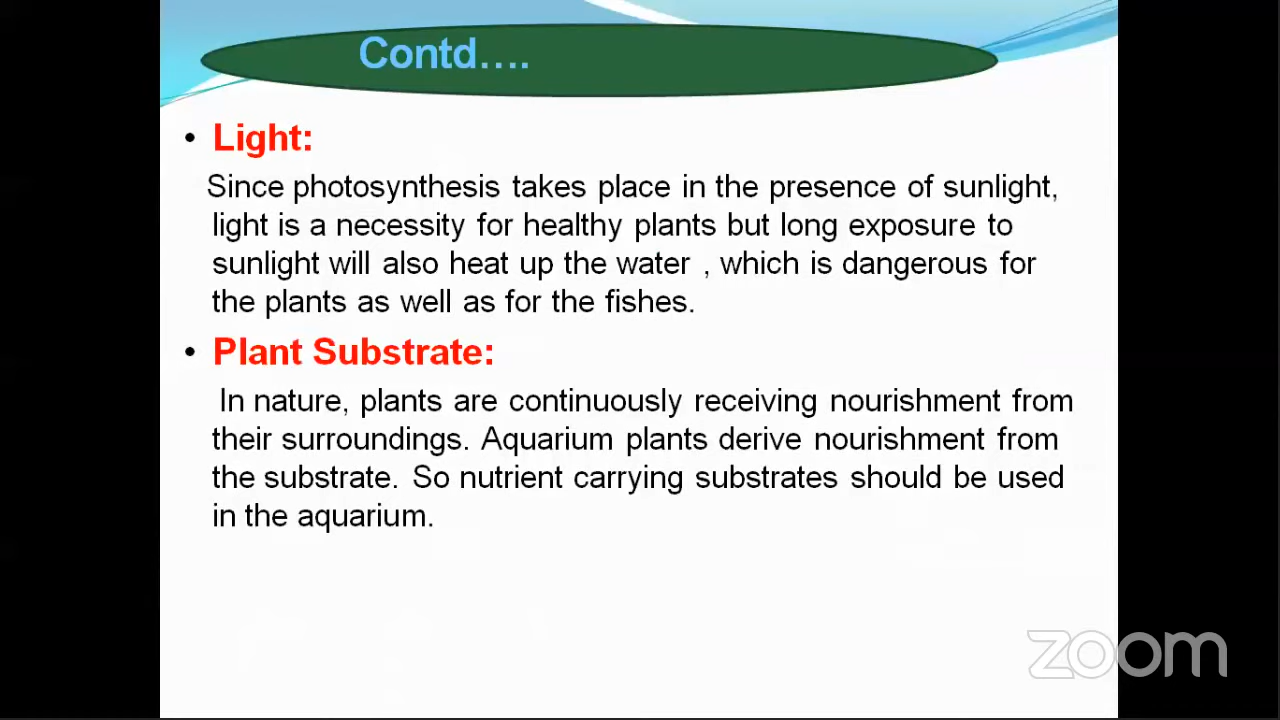 Contd….
• Light:
Since photosynthesis takes place in the presence of sunlight,
light is a necessity for healthy plants but long exposure to
sunlight will also heat up the water , which is dangerous for
the plants as well as for the fishes.
• Plant Substrate:
In nature, plants are continuously receiving nourishment from
their surroundings. Aquarium plants derive nourishment from
the substrate. So nutrient carrying substrates should be used
in the aquarium.
zoom